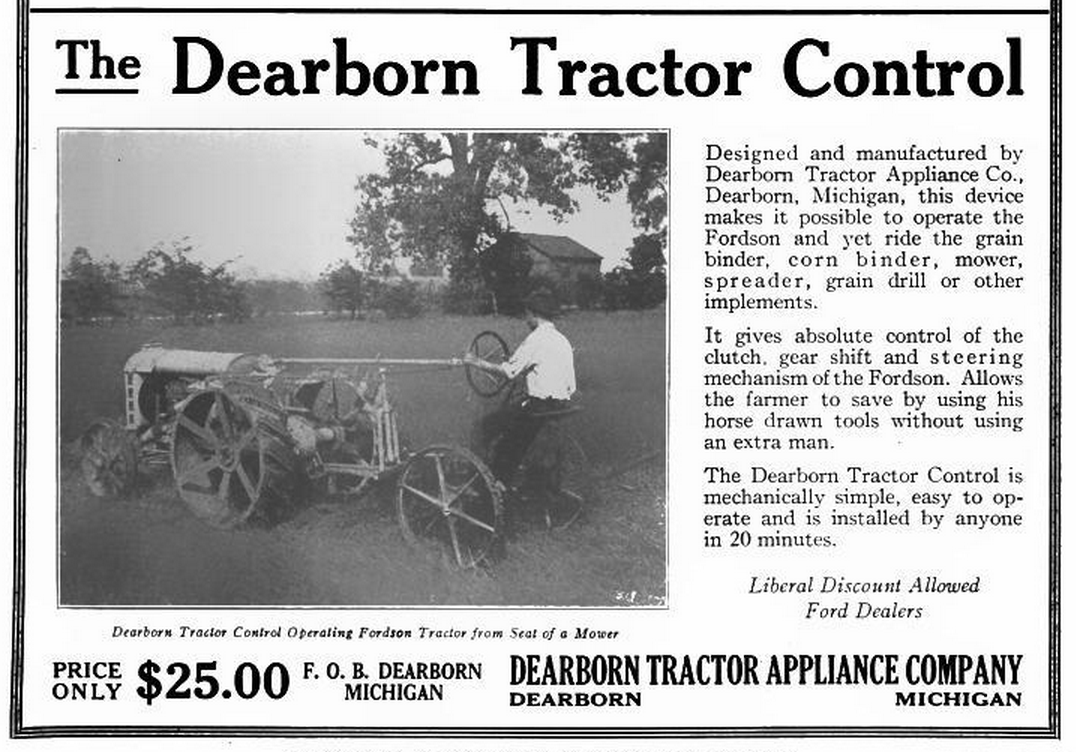 The Dearborn Tractor Control
Designed and manufactured by
Dearborn Tractor Appliance Co.,
Dearborn, Michigan, this device
makes it possible to operate the
Fordson and yet ride the grain
binder, corn binder, mower,
spreader, grain drill or other
implements.
It gives absolute control of the
clutch, gear shift and steering
mechanism of the Fordson. Allows
the farmer to save by using his
horse drawn tools without using
an extra man.
The Dearborn Tractor Control is
mechanically simple, easy to op-
erate and is installed by anyone
in 20 minutes.
Liberal Discount Allowed
Ford Dealers
Dearborn Tractor Control Operating Fordson Tractor from Seat of a Mower
PRICE ONLY $25.00 F. O. B. DEARBORN MICHIGAN
DEARBORN TRACTOR APPLIANCE COMPANY
DEARBORN MICHIGAN